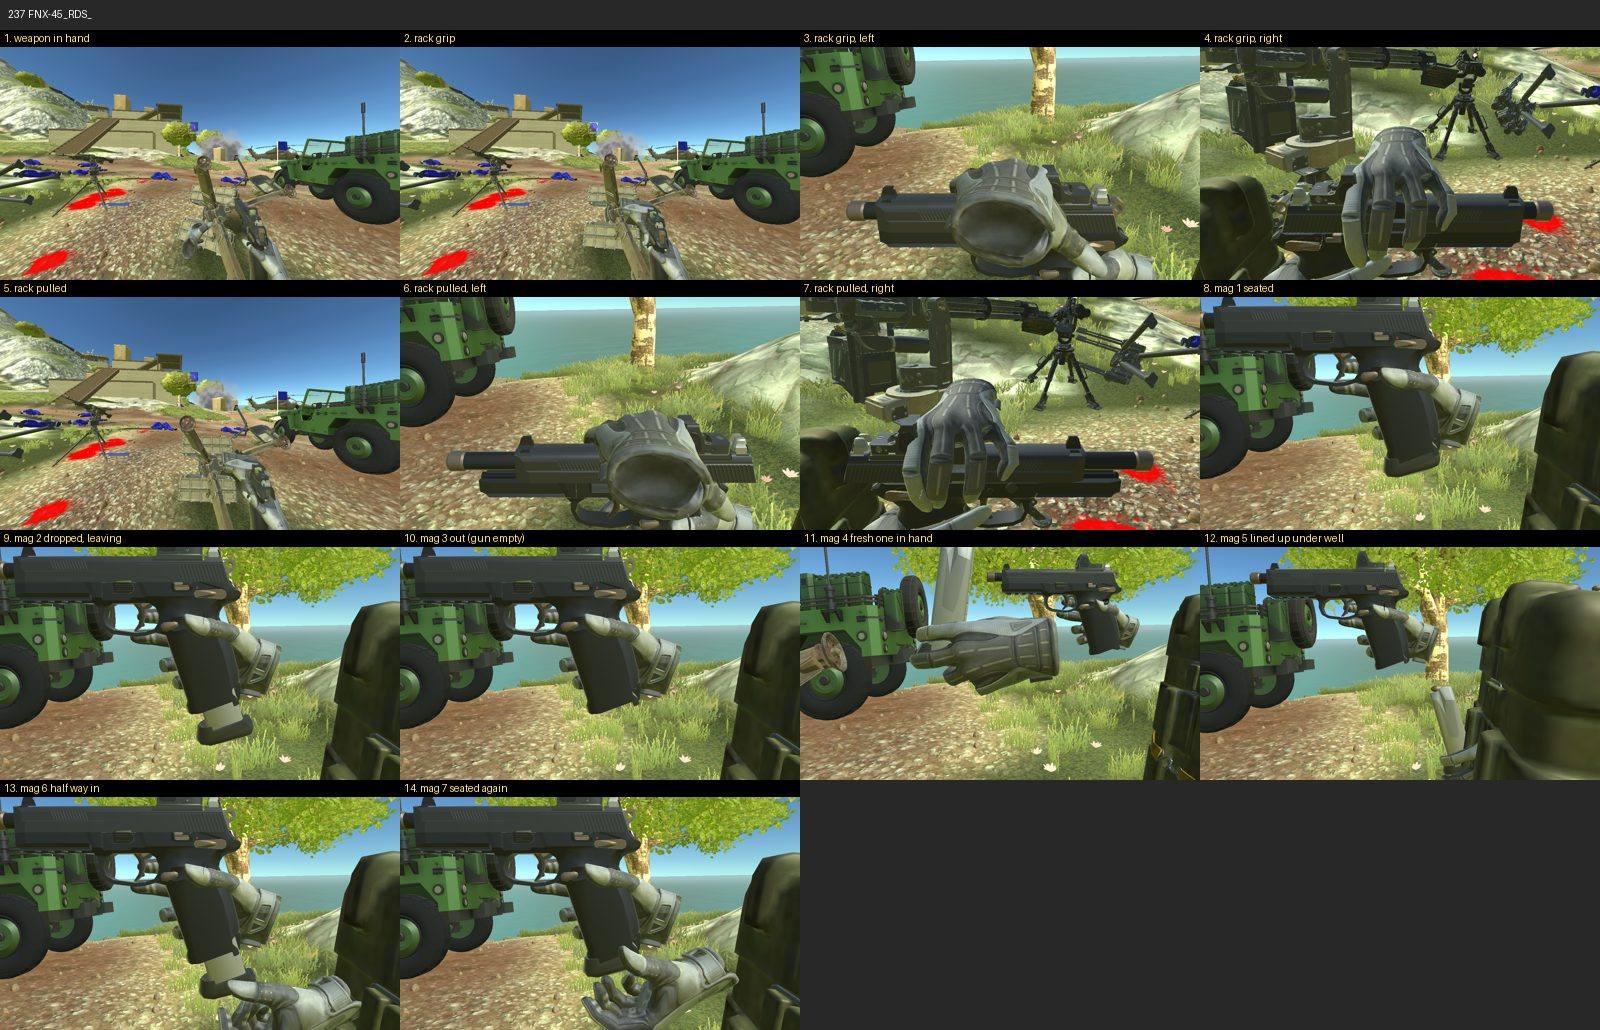 237 FNX-45_RDS_
1. weapon in hand
2. rack grip
3. rack grip, left
4. rack grip, right
5. rack pulled
6. rack pulled, left
7. rack pulled, right
8. mag 1 seated
9. mag 2 dropped, leaving
10. mag 3 out (gun empty)
11. mag 4 fresh one in hand
12. mag 5 lined up under well
13. mag 6 half way in
14. mag 7 seated again